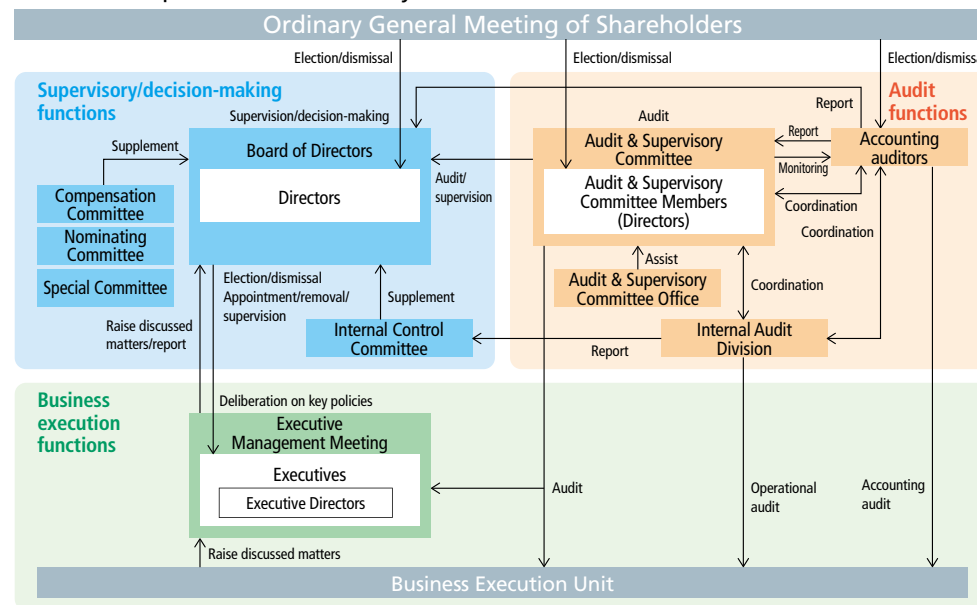 Ordinary General Meeting of Shareholders
Election/dismissal
Election/dismissal
Supervisory/decision-making
functions
Audit
functions
Supervision/decision-making
Board of Directors
Directors
Supplement
Compensation
Committee
Nominating
Committee
Special Committee
Audit/
supervision
Audit
Audit & Supervisory
Committee
Audit & Supervisory
Committee Members
(Directors)
Report
Report
Monitoring
Accounting
auditors
Coordination
Coordination
Assist
Audit & Supervisory
Committee Office
Coordination
Election/dismissal
Appointment/removal/
supervision
Supplement
Raise discussed
matters/report
Internal Control
Committee
Report
Internal Audit
Division
Business
execution
functions
Deliberation on key policies
Executive
Management Meeting
Executives
Executive Directors
Audit
Operational
audit
Accounting
audit
Raise discussed matters
Business Execution Unit